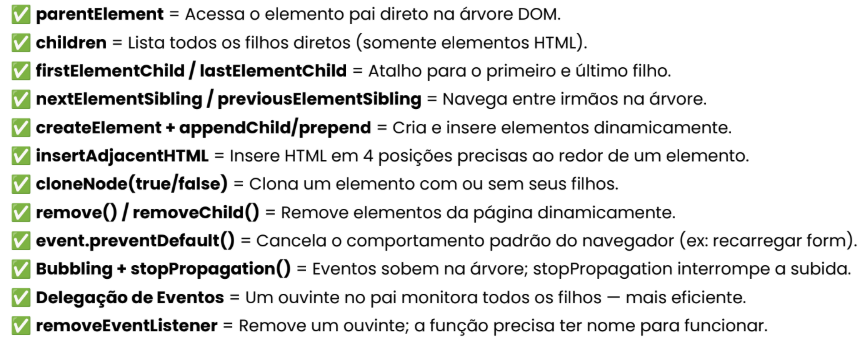 ✅ parentElement = Acessa o elemento pai direto na árvore DOM.
✅ children = Lista todos os filhos diretos (somente elementos HTML).
✅ firstElementChild / lastElementChild = Atalho para o primeiro e último filho.
✅ nextElementSibling / previousElementSibling = Navega entre irmãos na árvore.
✅ createElement + appendChild/prepend = Cria e insere elementos dinamicamente.
✅ insertAdjacentHTML = Insere HTML em 4 posições precisas ao redor de um elemento.
✅ cloneNode(true/false) = Clona um elemento com ou sem seus filhos.
✅ remove() / removeChild() = Remove elementos da página dinamicamente.
✅ event.preventDefault() = Cancela o comportamento padrão do navegador (ex: recarregar form).
✅ Bubbling + stopPropagation() = Eventos sobem na árvore; stopPropagation interrompe a subida.
✅ Delegação de Eventos = Um ouvinte no pai monitora todos os filhos — mais eficiente.
✅ removeEventListener = Remove um ouvinte; a função precisa ter nome para funcionar.